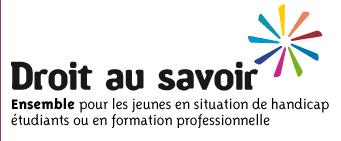 Droit au savoir
Ensemble pour les jeunes en situation de handicap
étudiants ou en formation professionnelle